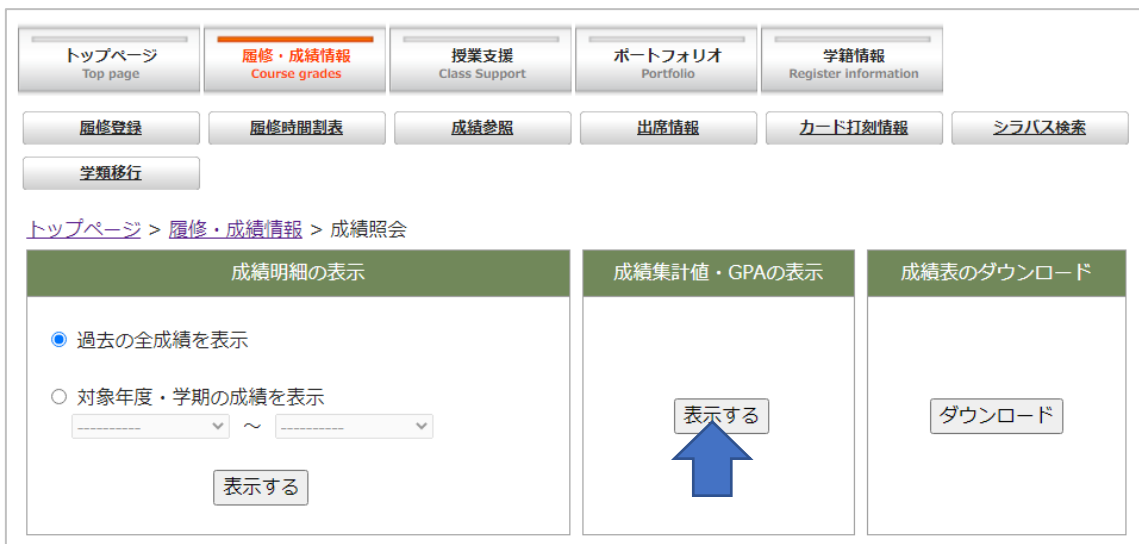 トップページ
Top page
履修・成績情報
Course grades
授業支援
Class Support
ポートフォリオ
Portfolio
学籍情報
Register information
履修登録
履修時間割表
成績参照
出席情報
カード打刻情報
シラバス検索
学類移行
トップページ > 履修・成績情報 > 成績照会
成績明細の表示
過去の全成績を表示
対象年度・学期の成績を表示
---------- ～ ----------
表示する
成績集計値・GPAの表示
表示する
成績表のダウンロード
ダウンロード